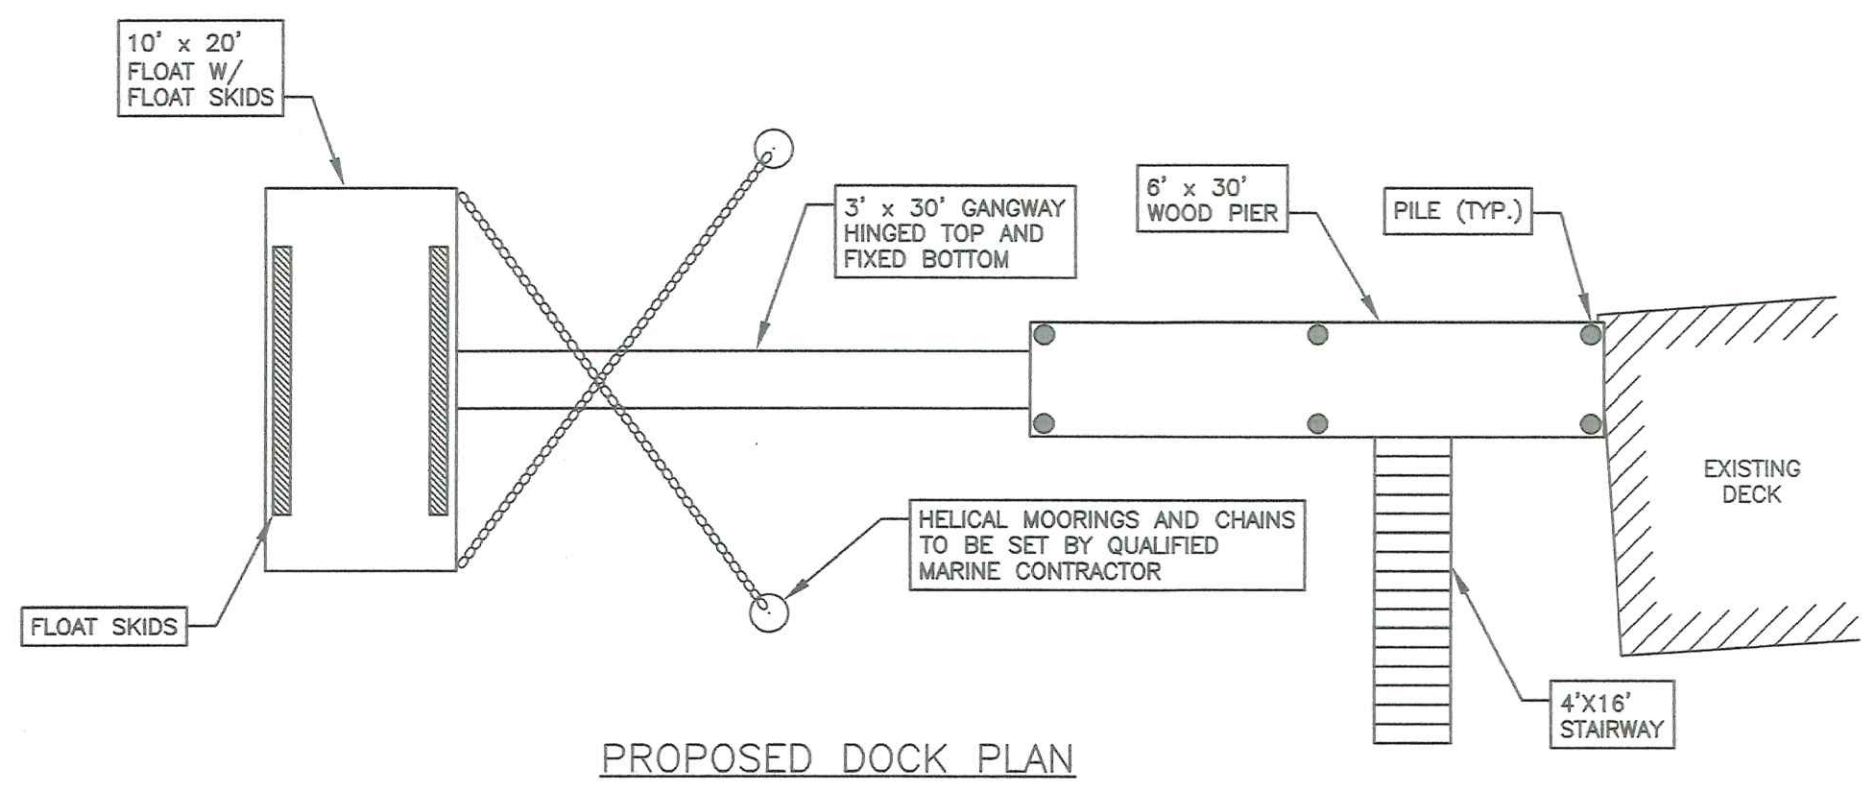 10' x 20'
FLOAT W/
FLOAT SKIDS
3' x 30' GANGWAY
HINGED TOP AND
FIXED BOTTOM
6' x 30'
WOOD PIER
PILE (TYP.)
EXISTING
DECK
HELICAL MOORINGS AND CHAINS
TO BE SET BY QUALIFIED
MARINE CONTRACTOR
FLOAT SKIDS
4'X16'
STAIRWAY
PROPOSED DOCK PLAN